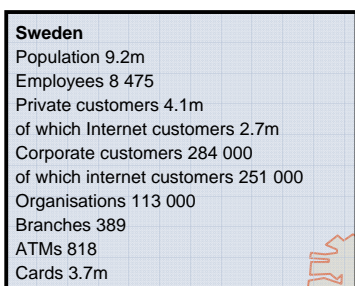 Sweden
Population 9.2m
Employees 8 475
Private customers 4.1m
of which Internet customers 2.7m
Corporate customers 284 000
of which internet customers 251 000
Organisations 113 000
Branches 389
ATMs 818
Cards 3.7m